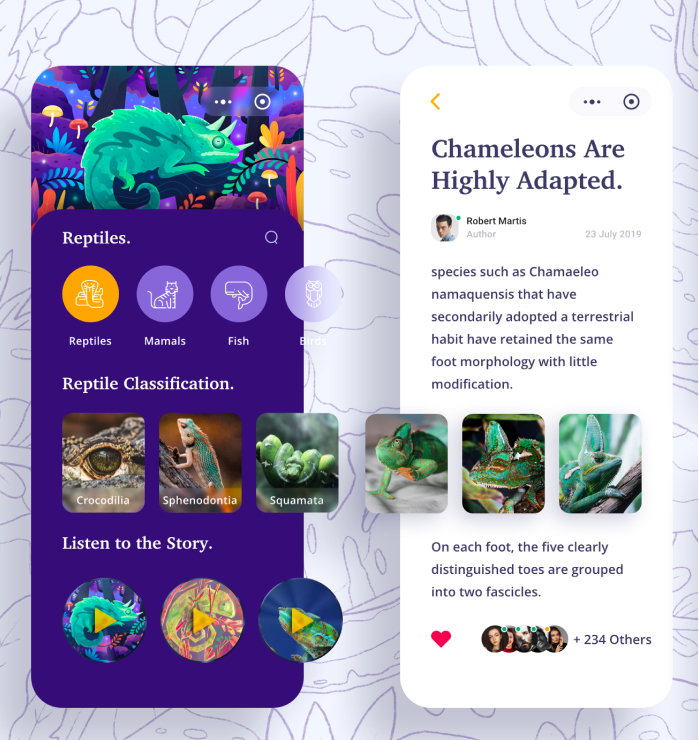 Reptiles.
Reptiles
Mamals
Fish
Birds
Reptile Classification.
Crocodilia
Sphenodontia
Squamata
Listen to the Story.
Chameleons Are
Highly Adapted.
Robert Martis
Author
23 July 2019
species such as Chamaeleo
namaquensis that have
secondarily adopted a terrestrial
habit have retained the same
foot morphology with little
modification.
On each foot, the five clearly
distinguished toes are grouped
into two fascicles.
+ 234 Others